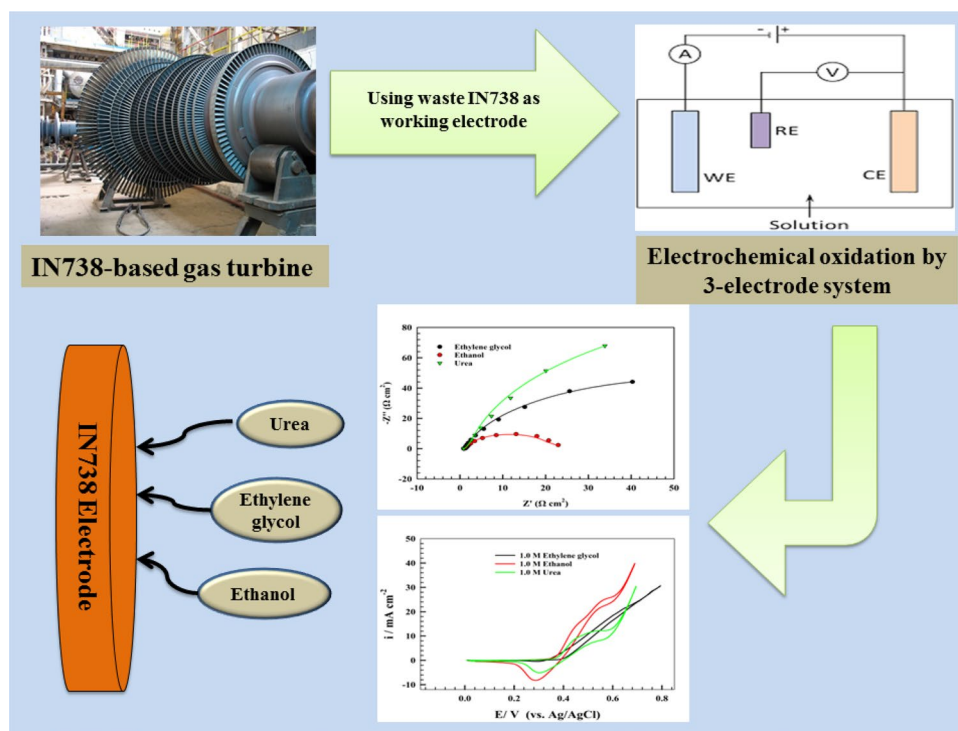 Using waste IN738 as
working electrode
- +
A
V
RE
WE
CE
Solution
IN738-based gas turbine
Electrochemical oxidation by
3-electrode system
80
60
40
20
0
-20
-Z'' (Ω cm²)
Ethylene glycol
Ethanol
Urea
-10 0 10 20 30 40 50
Z' (Ω cm²)
IN738 Electrode
Urea
Ethylene
glycol
Ethanol
50
40
30
20
10
0
-10
i / mA cm⁻²
1.0 M Ethylene glycol
1.0 M Ethanol
1.0 M Urea
0.0 0.2 0.4 0.6 0.8
E/ V (vs. Ag/AgCl)